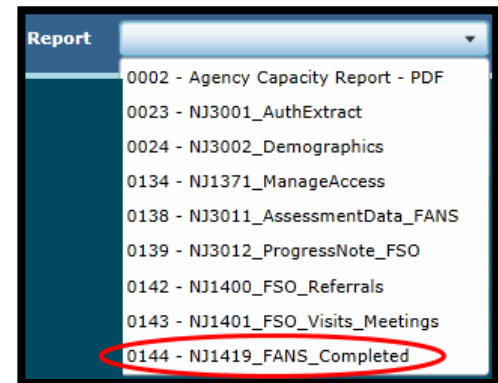 Report
0002 - Agency Capacity Report - PDF
0023 - NJ3001_AuthExtract
0024 - NJ3002_Demographics
0134 - NJ1371_ManageAccess
0138 - NJ3011_AssessmentData_FANS
0139 - NJ3012_ProgressNote_FSO
0142 - NJ1400_FSO_Referrals
0143 - NJ1401_FSO_Visits_Meetings
0144 - NJ1419_FANS_Completed